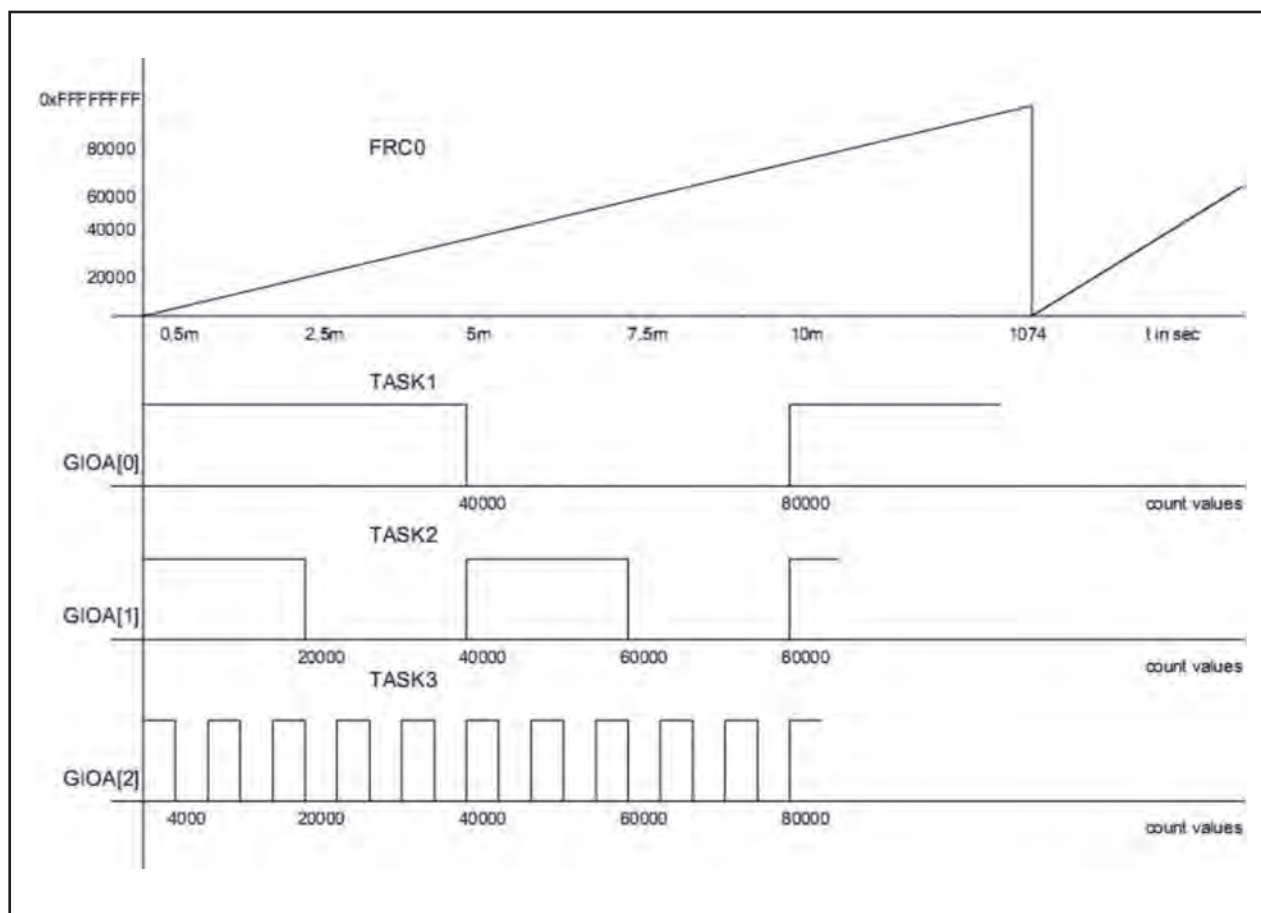 0xFFFFFFFF
80000
FRC0
60000
40000
20000
0,5m 2,5m 5m 7,5m 10m 1074 t in sec
TASK1
GIOA[0]
40000 80000 count values
TASK2
GIOA[1]
20000 40000 60000 80000 count values
TASK3
GIOA[2]
4000 20000 40000 60000 80000 count values